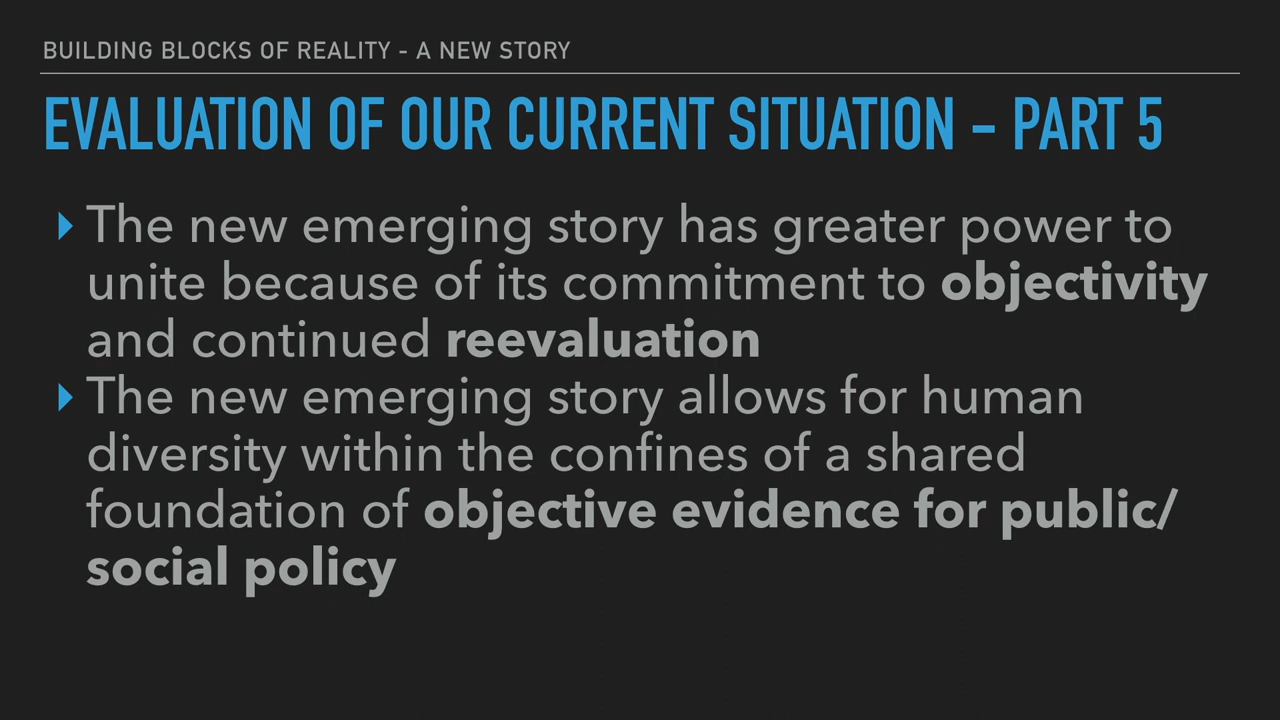 BUILDING BLOCKS OF REALITY - A NEW STORY
EVALUATION OF OUR CURRENT SITUATION - PART 5
The new emerging story has greater power to
unite because of its commitment to objectivity
and continued reevaluation
The new emerging story allows for human
diversity within the confines of a shared
foundation of objective evidence for public/
social policy